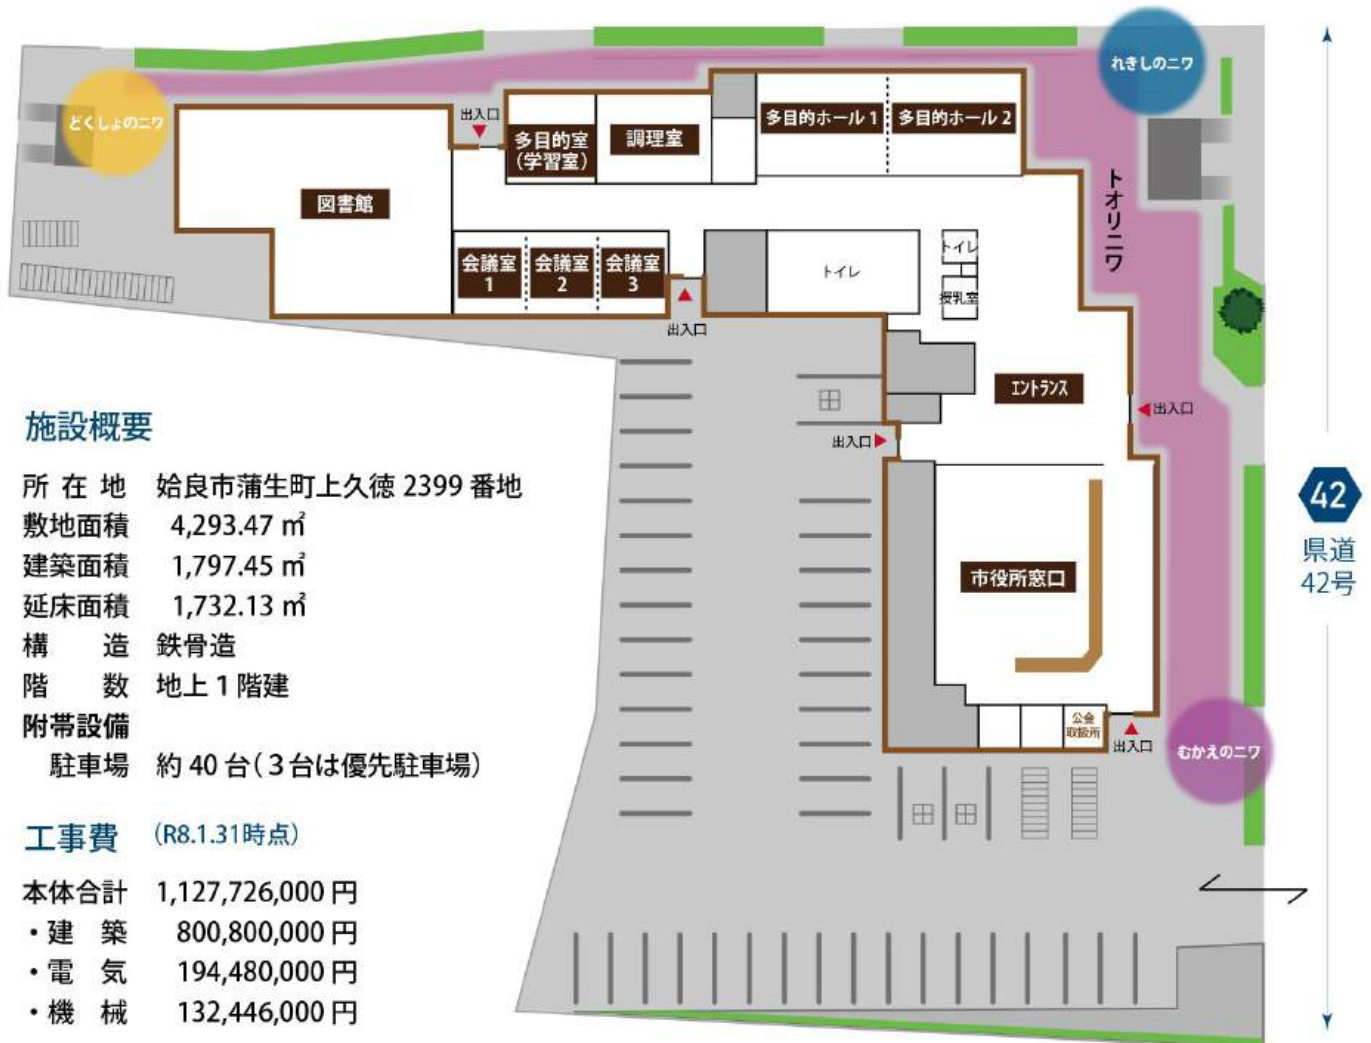 れきしのニワ
どくしょのニワ
出入口
多目的室
(学習室)
調理室
多目的ホール1
多目的ホール2
図書館
トオリニワ
会議室
1
会議室
2
会議室
3
トイレ
トイレ
授乳室
出入口
エントランス
出入口
出入口
市役所窓口
公金
取扱所
出入口
むかえのニワ
42
県道
42号
施設概要
所在地 姶良市蒲生町上久徳 2399 番地
敷地面積 4,293.47 ㎡
建築面積 1,797.45 ㎡
延床面積 1,732.13 ㎡
構 造 鉄骨造
階 数 地上1階建
附帯設備
駐車場 約40台(3台は優先駐車場)
工事費 (R8.1.31時点)
本体合計 1,127,726,000 円
・建 築 800,800,000 円
・電 気 194,480,000 円
・機 械 132,446,000 円